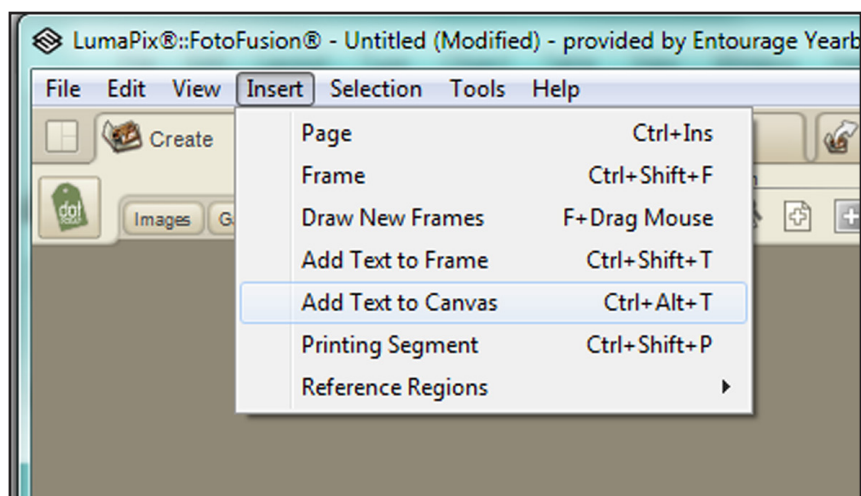 LumaPix®::FotoFusion® - Untitled (Modified) - provided by Entourage Yearb
File Edit View Insert Selection Tools Help
Create
Page Ctrl+Ins
Frame Ctrl+Shift+F
dot
Images
Draw New Frames F+Drag Mouse
Add Text to Frame Ctrl+Shift+T
Add Text to Canvas Ctrl+Alt+T
Printing Segment Ctrl+Shift+P
Reference Regions